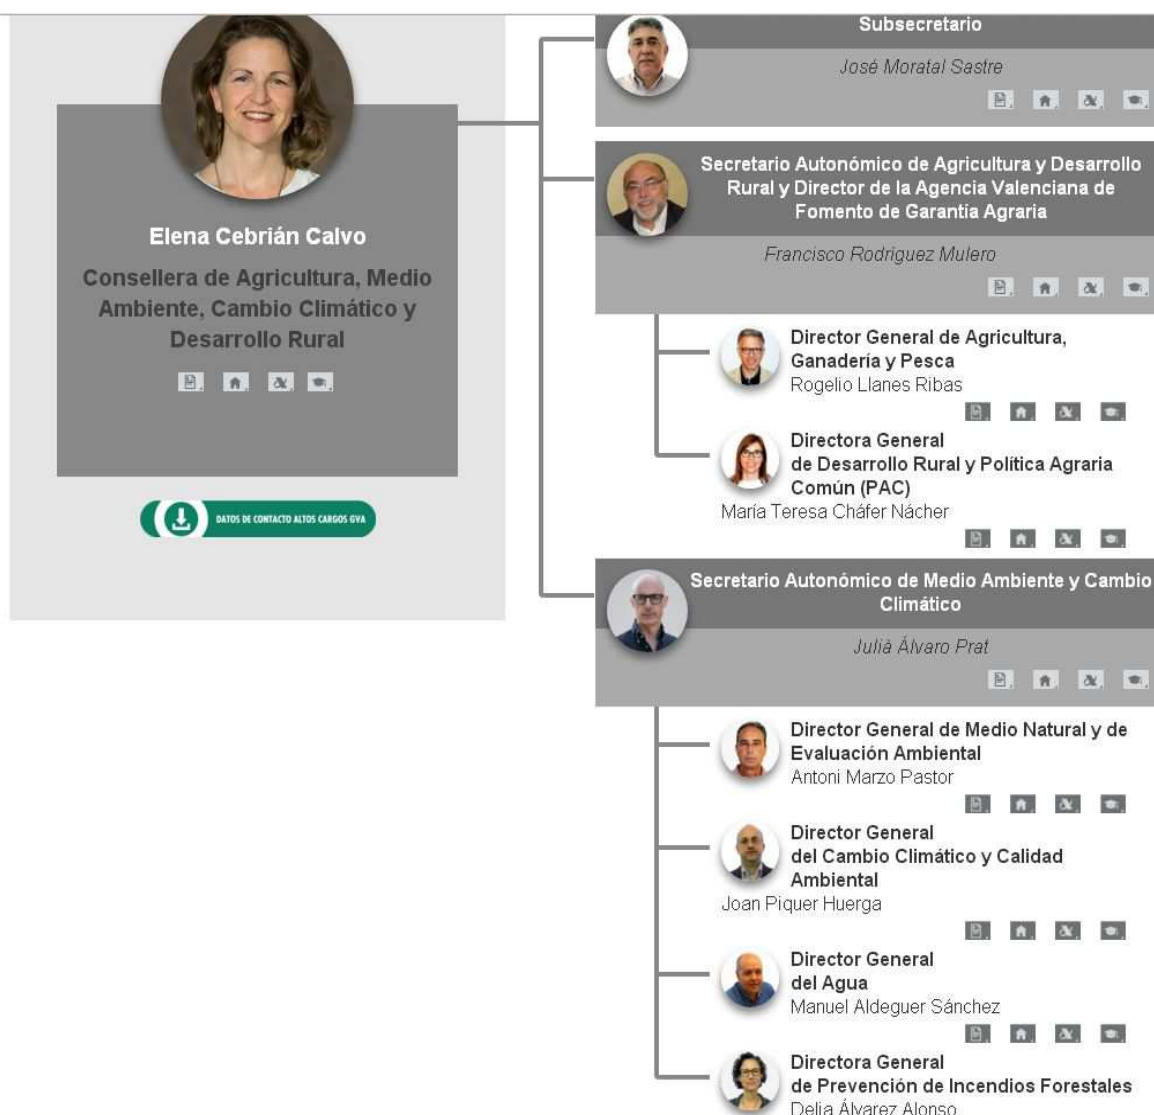 Elena Cebrián Calvo
Consellera de Agricultura, Medio
Ambiente, Cambio Climático y
Desarrollo Rural
DATOS DE CONTACTO ALTOS CARGOS GVA
Subsecretario
José Moratal Sastre
Secretario Autonómico de Agricultura y Desarrollo
Rural y Director de la Agencia Valenciana de
Fomento de Garantía Agraria
Francisco Rodríguez Mulero
Director General de Agricultura,
Ganadería y Pesca
Rogelio Llanes Ribas
Directora General
de Desarrollo Rural y Política Agraria
Común (PAC)
María Teresa Cháfer Nácher
Secretario Autonómico de Medio Ambiente y Cambio
Climático
Julià Álvaro Prat
Director General de Medio Natural y de
Evaluación Ambiental
Antoni Marzo Pastor
Director General
del Cambio Climático y Calidad
Ambiental
Joan Piquer Huerga
Director General
del Agua
Manuel Aldeguer Sánchez
Directora General
de Prevención de Incendios Forestales
Delia Álvarez Alonso